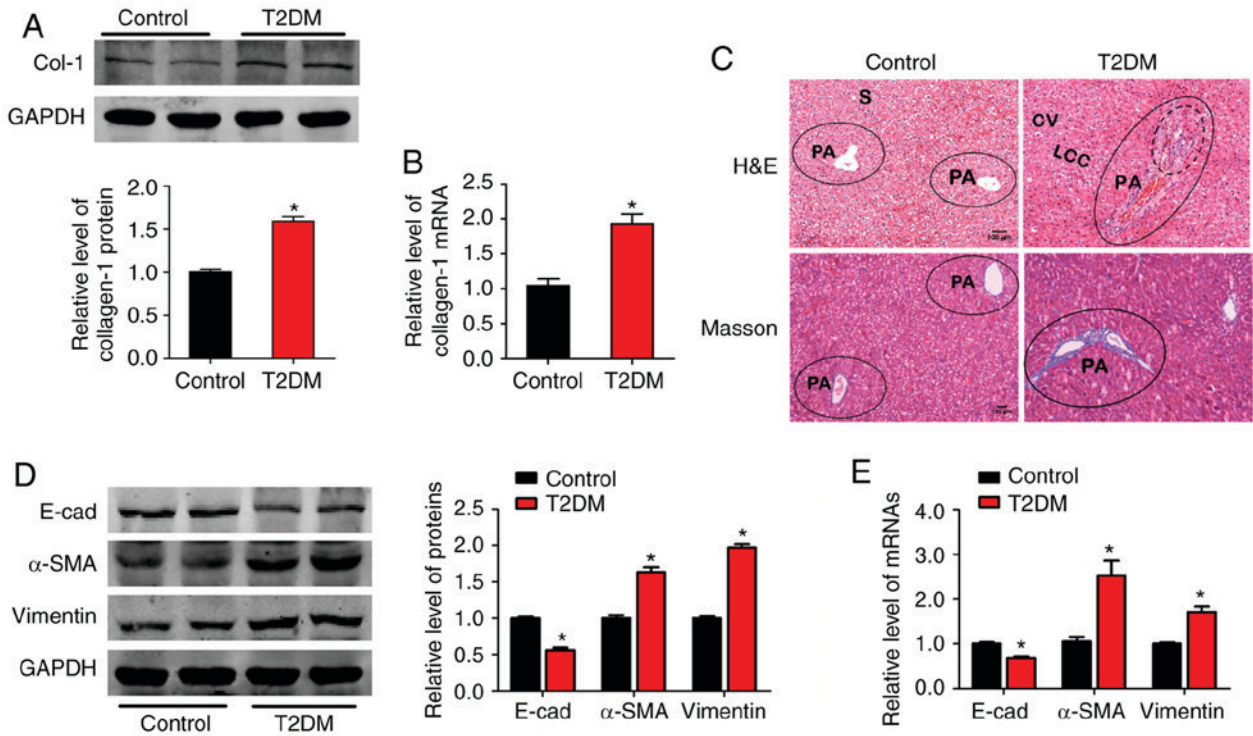 A
Control T2DM
Col-1
GAPDH
Relative level of
collagen-1 protein
2.0
1.5
1.0
0.5
0.0
Control T2DM
*
B
Relative level of
collagen-1 mRNA
2.5
2.0
1.5
1.0
0.5
0.0
Control T2DM
*
C
Control T2DM
H&E
S
PA
PA
100 μm
CV
LCC
PA
Masson
PA
PA
PA
D
E-cad
α-SMA
Vimentin
GAPDH
Control T2DM
Control
T2DM
Relative level of proteins
2.5
2.0
1.5
1.0
0.5
0.0
* * *
E-cad α-SMA Vimentin
E
Control
T2DM
Relative level of mRNAs
4.0
3.0
2.0
1.0
0.0
* * *
E-cad α-SMA Vimentin